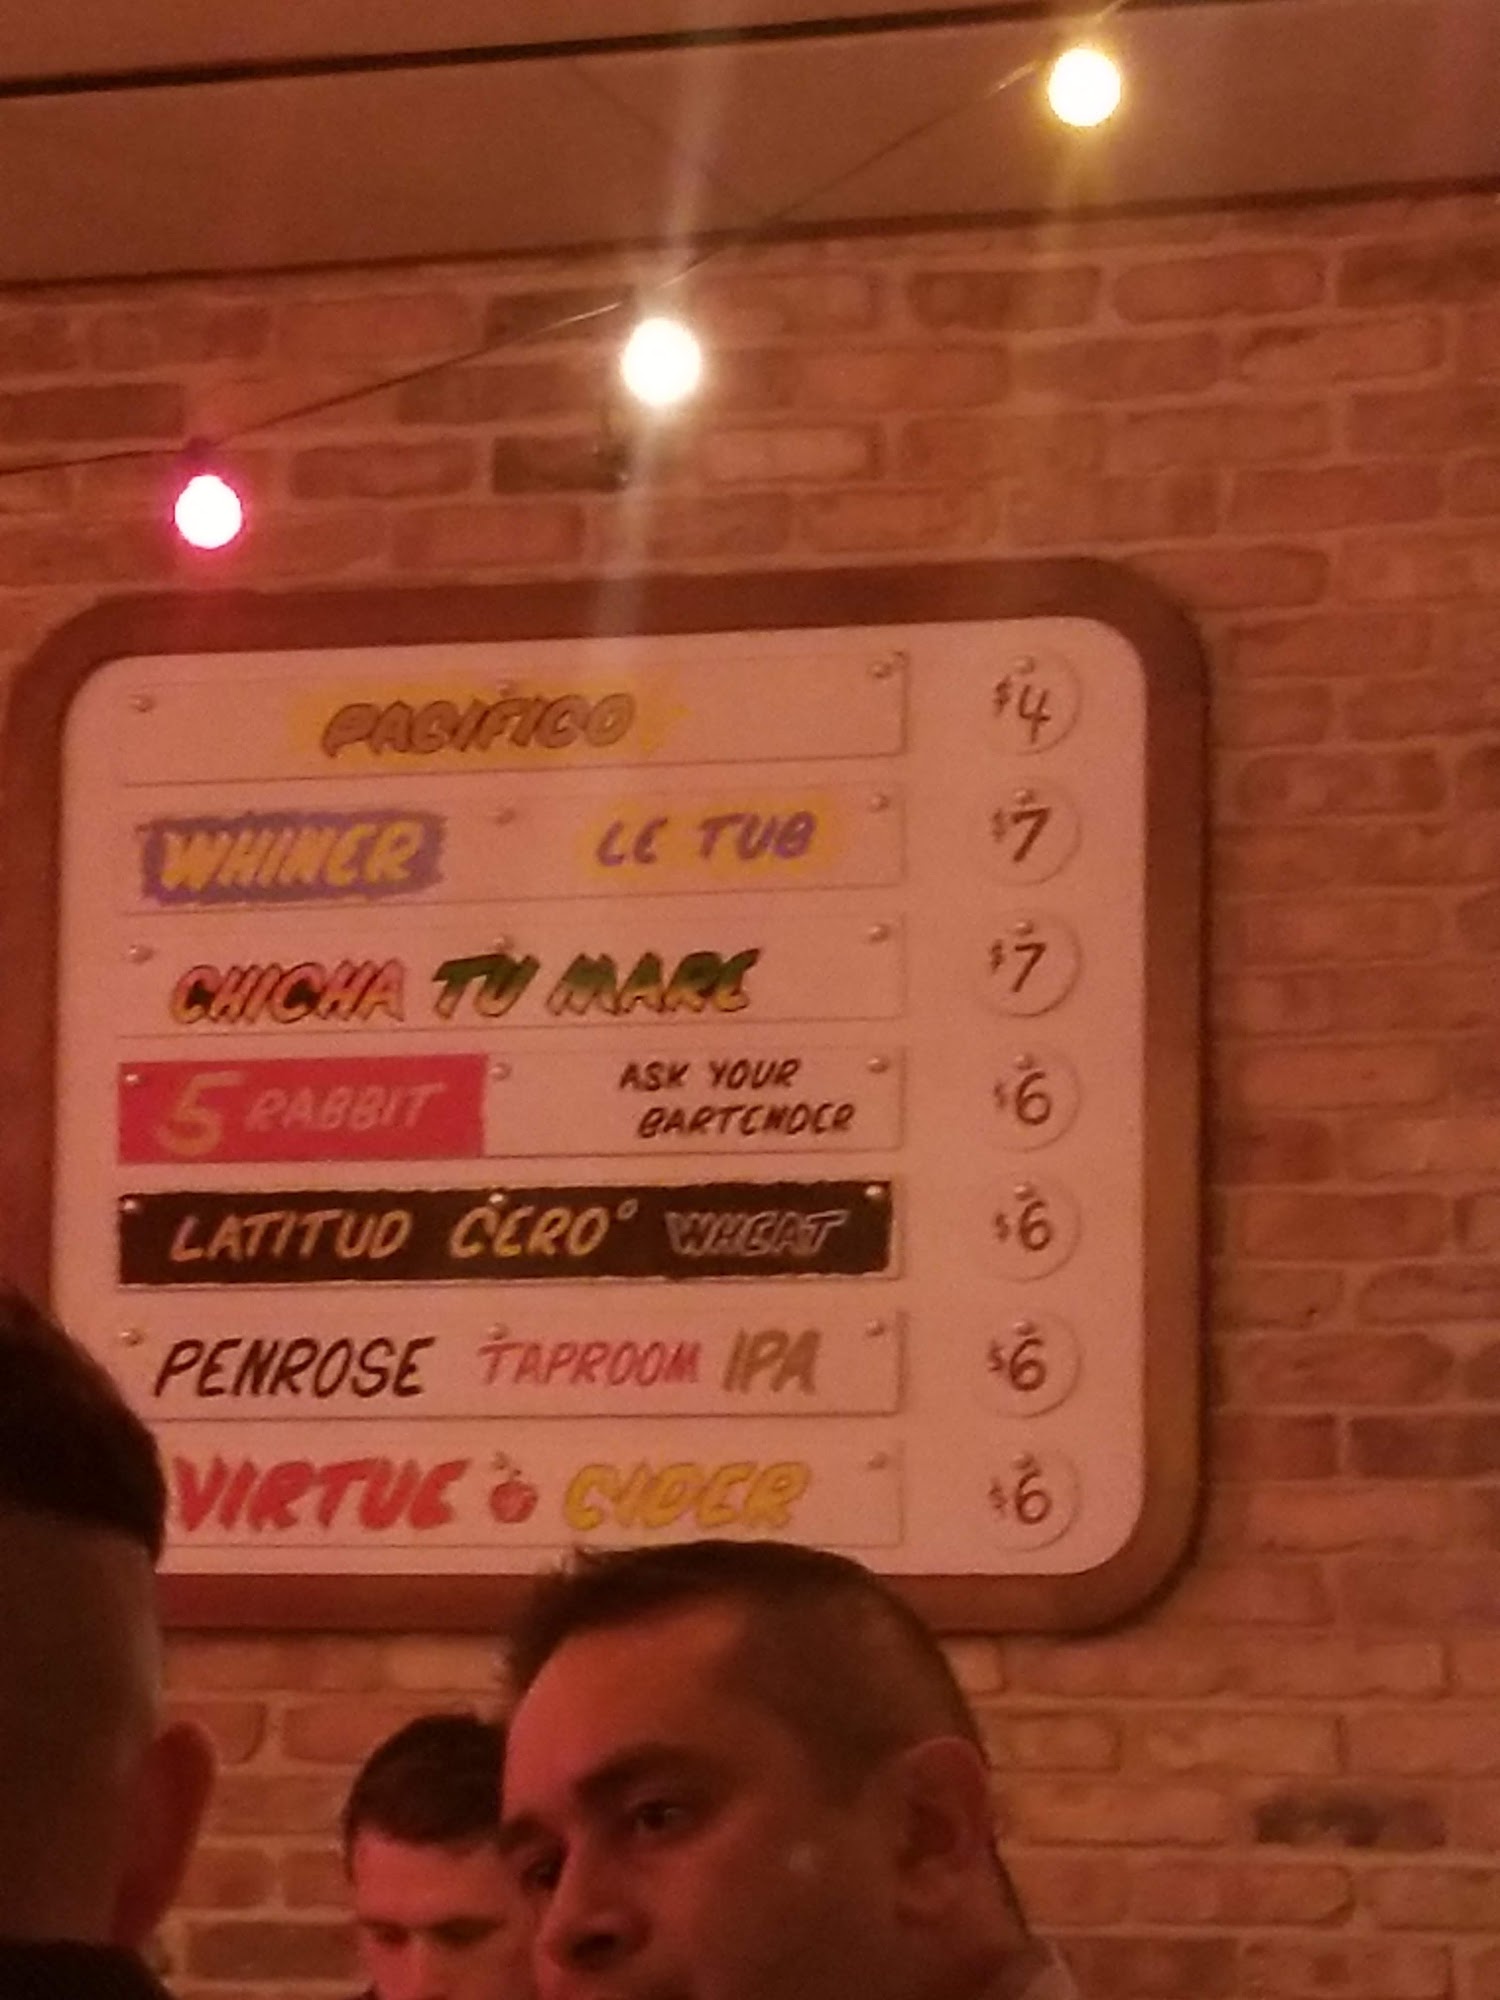 PACIFICO $4
WHINER LE TUB $7
CHICHA TU MARE $7
5 RABBIT ASK YOUR BARTENDER $6
LATITUD CERO° WHEAT $6
PENROSE TAPROOM IPA $6
VIRTUE CIDER $6